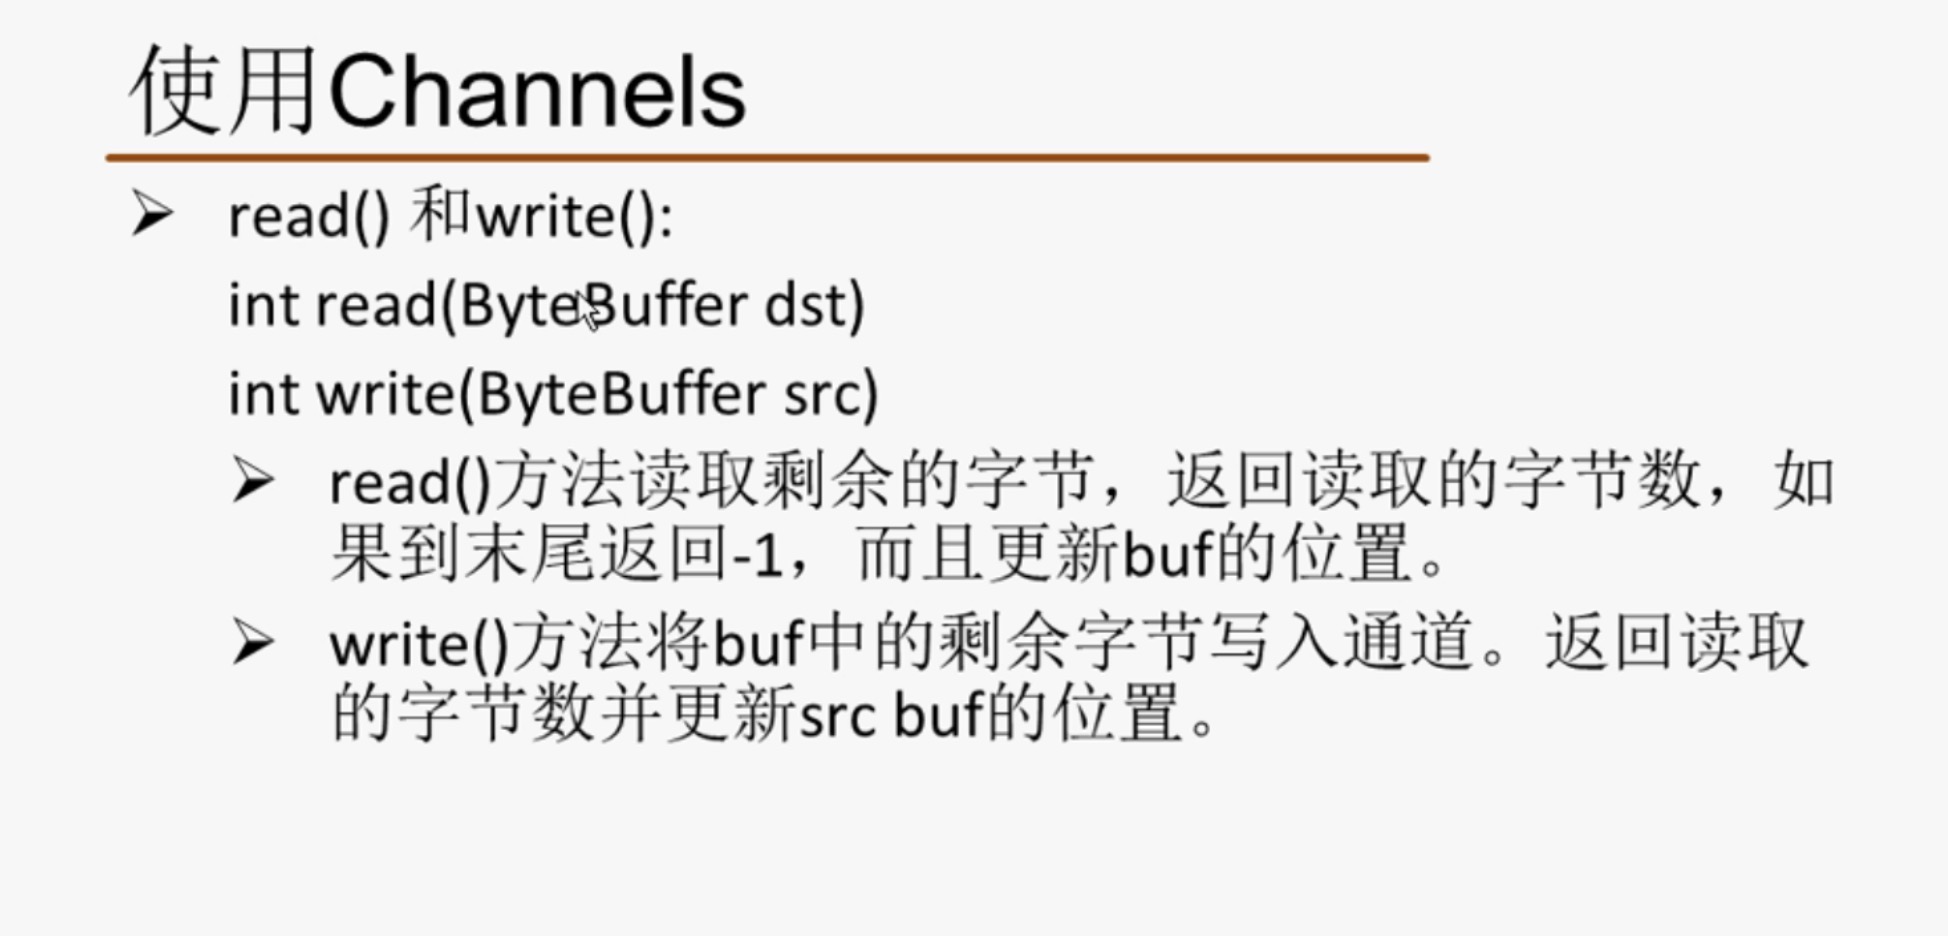 使用Channels
read() 和write():
int read(ByteBuffer dst)
int write(ByteBuffer src)
read()方法读取剩余的字节，返回读取的字节数，如
果到末尾返回-1，而且更新buf的位置。
write()方法将buf中的剩余字节写入通道。返回读取
的字节数并更新src buf的位置。